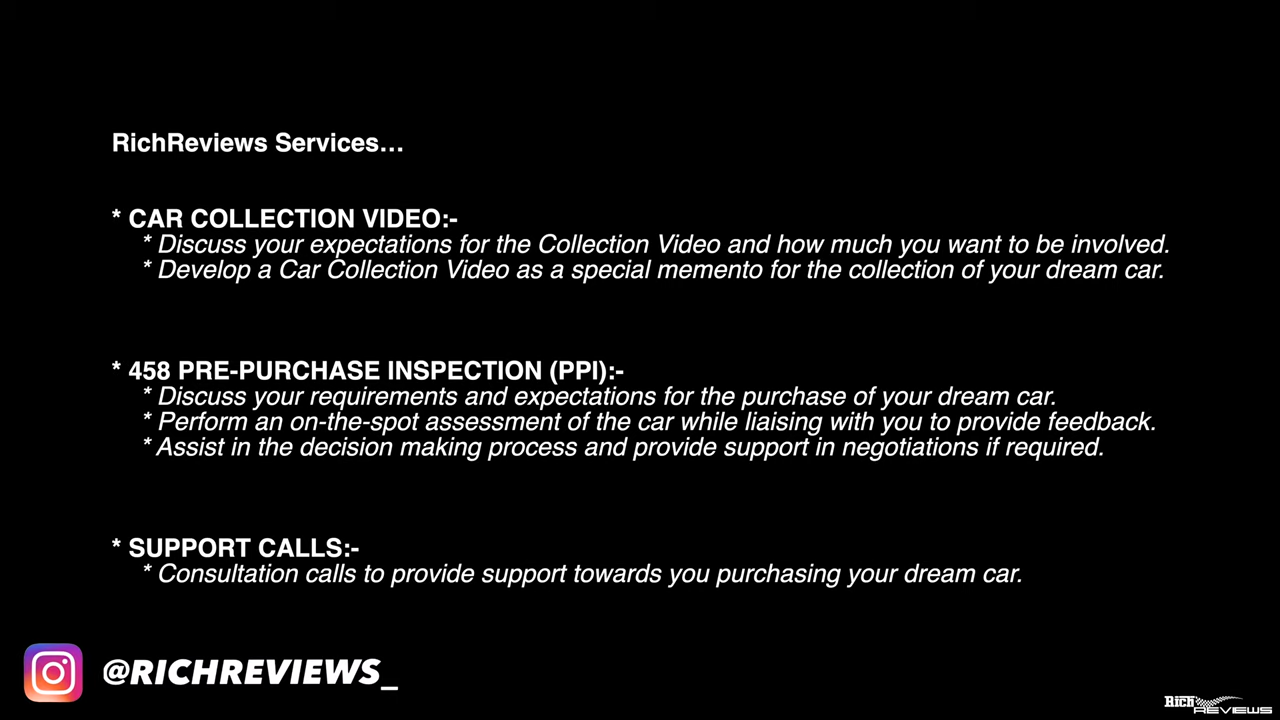 RichReviews Services...
* CAR COLLECTION VIDEO:-
* Discuss your expectations for the Collection Video and how much you want to be involved.
* Develop a Car Collection Video as a special memento for the collection of your dream car.
* 458 PRE-PURCHASE INSPECTION (PPI):-
* Discuss your requirements and expectations for the purchase of your dream car.
* Perform an on-the-spot assessment of the car while liaising with you to provide feedback.
* Assist in the decision making process and provide support in negotiations if required.
* SUPPORT CALLS:-
* Consultation calls to provide support towards you purchasing your dream car.
@RICHREVIEWS_
Rich
REVIEWS